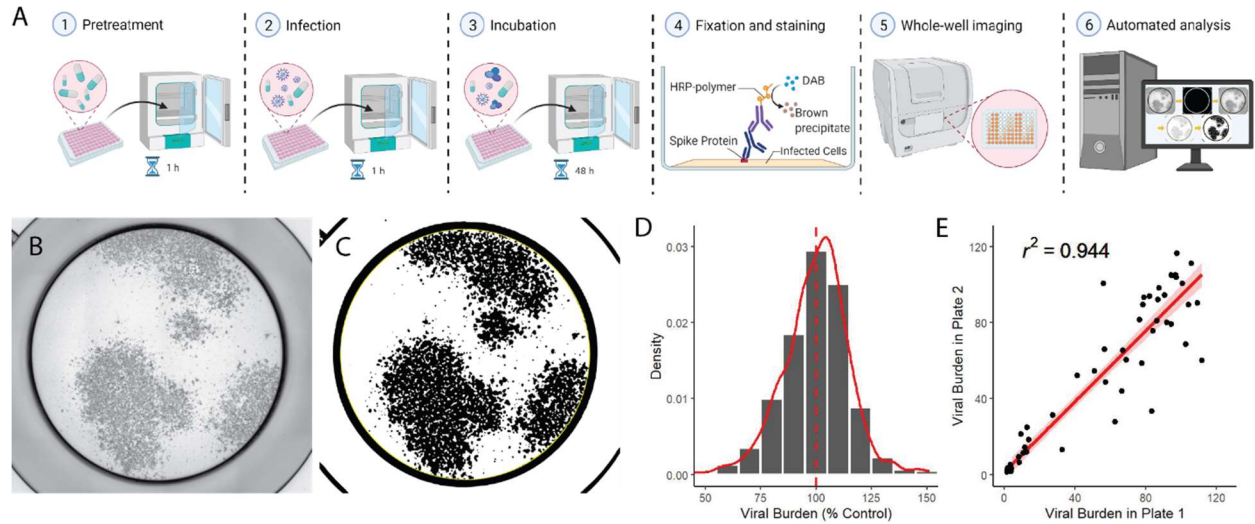 A
1 Pretreatment
2 Infection
3 Incubation
4 Fixation and staining
5 Whole-well imaging
6 Automated analysis
1 h
1 h
48 h
HRP-polymer
DAB
Brown
precipitate
Spike Protein
Infected Cells
B
C
D
0.03
0.02
0.01
0.00
Density
50 75 100 125 150
Viral Burden (% Control)
E
r² = 0.944
120
80
40
0
Viral Burden in Plate 2
0 40 80 120
Viral Burden in Plate 1